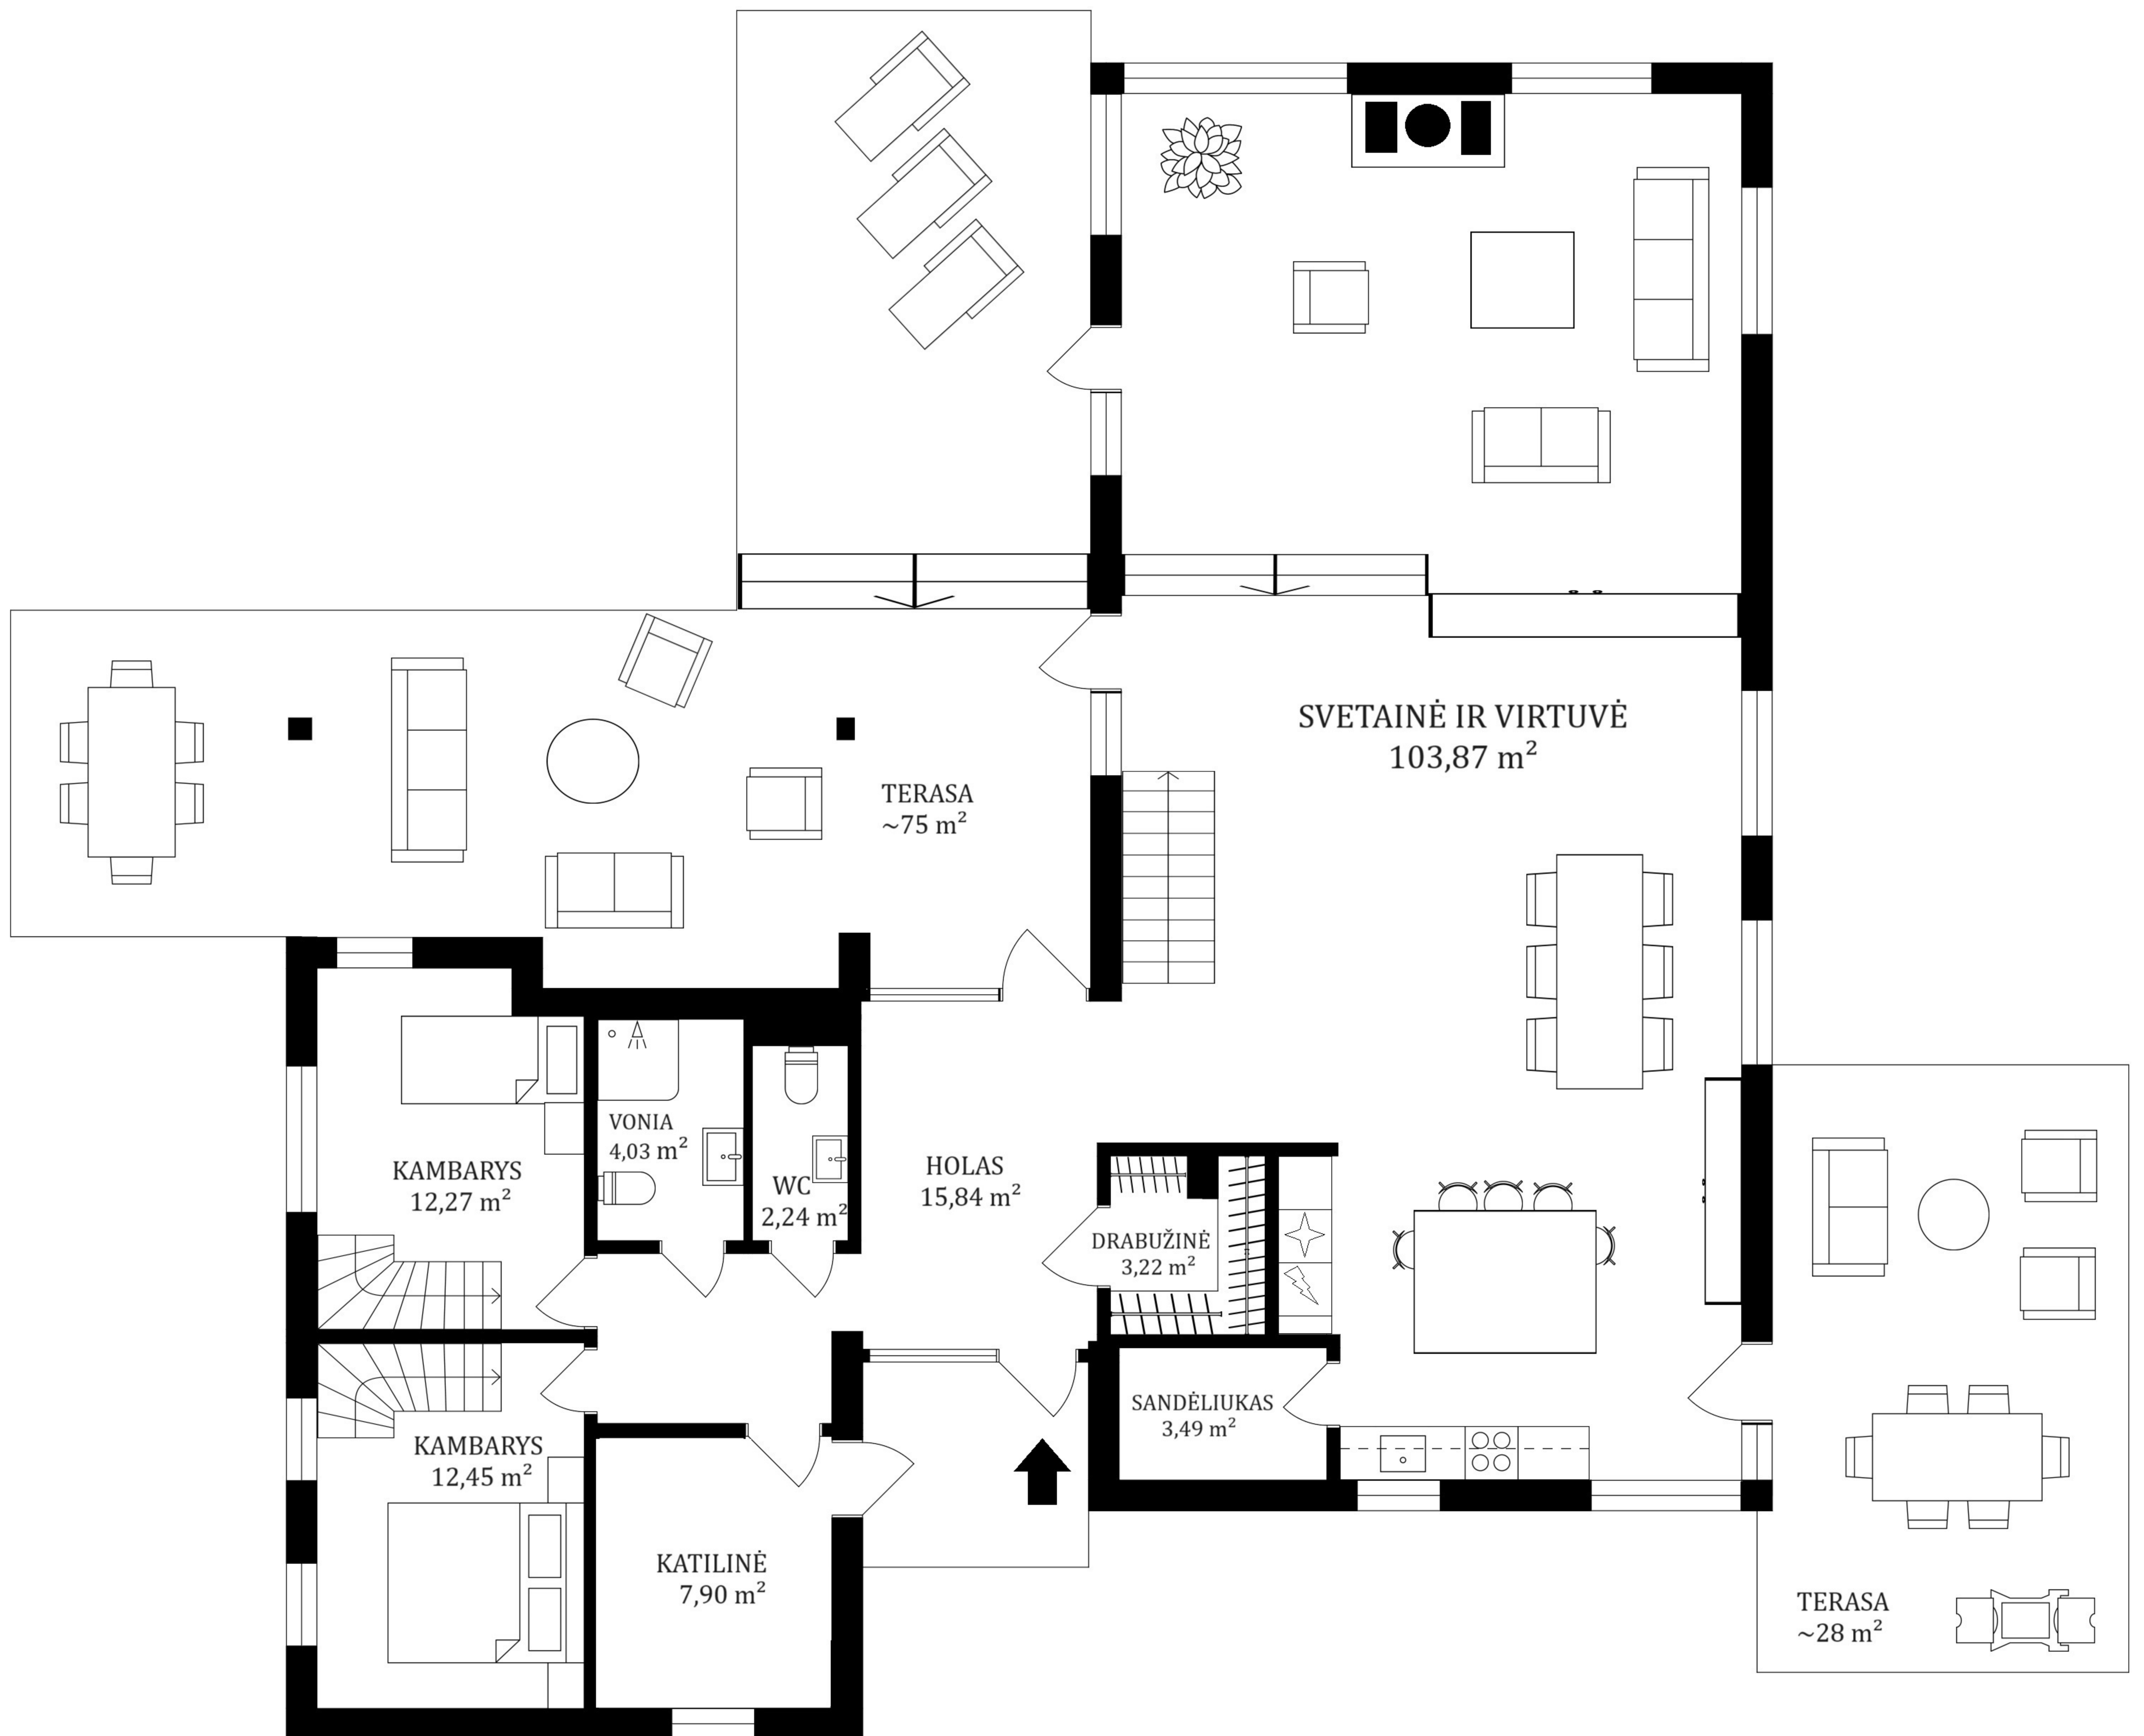 SVETAINĖ IR VIRTUVĖ
103,87 m²
TERASA
~75 m²
VONIA
4,03 m²
KAMBARYS
12,27 m²
WC
2,24 m²
HOLAS
15,84 m²
DRABUŽINĖ
3,22 m²
SANDĖLIUKAS
3,49 m²
KAMBARYS
12,45 m²
KATILINĖ
7,90 m²
TERASA
~28 m²